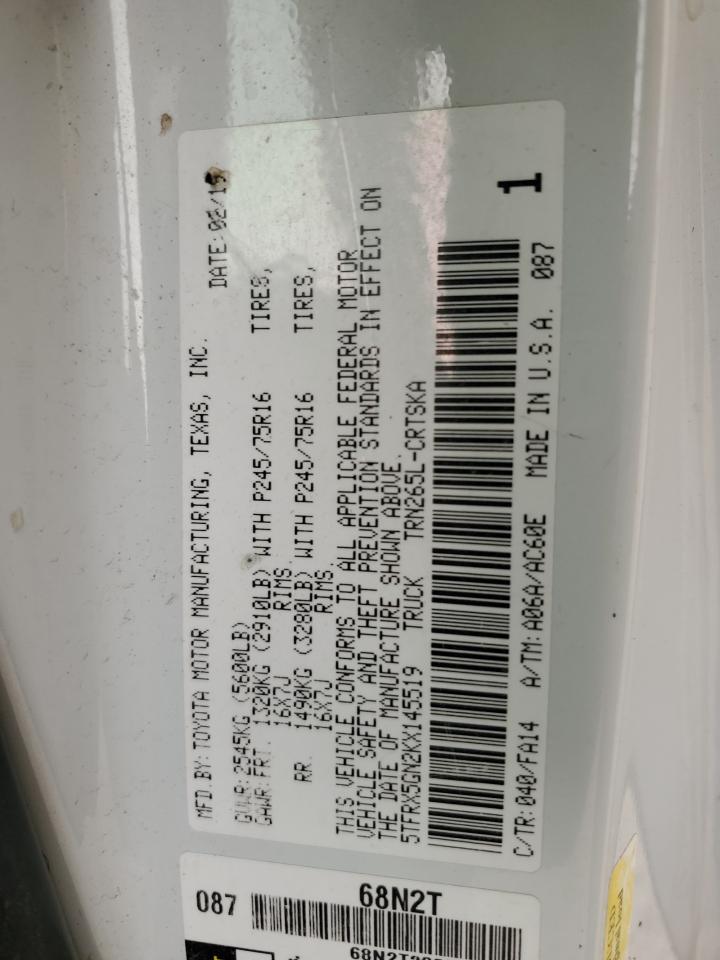 MFD.BY: TOYOTA MOTOR MANUFACTURING, TEXAS, INC.
DATE: 02/19
GVWR: 2545KG (5600LB)
GAWR: FRT. 1320KG (2910LB) WITH P245/75R16 TIRES,
16X7J RIMS.
RR. 1490KG (3280LB) WITH P245/75R16 TIRES,
16X7J RIMS.
THIS VEHICLE CONFORMS TO ALL APPLICABLE FEDERAL MOTOR
VEHICLE SAFETY AND THEFT PREVENTION STANDARDS IN EFFECT ON
THE DATE OF MANUFACTURE SHOWN ABOVE.
5TFRX5GN2KX145519 TRUCK TRN265L-CRTSKA
1
C/TR: 040/FA14 A/TM: A06A/AC60E MADE IN U.S.A. 087
68N2T
087